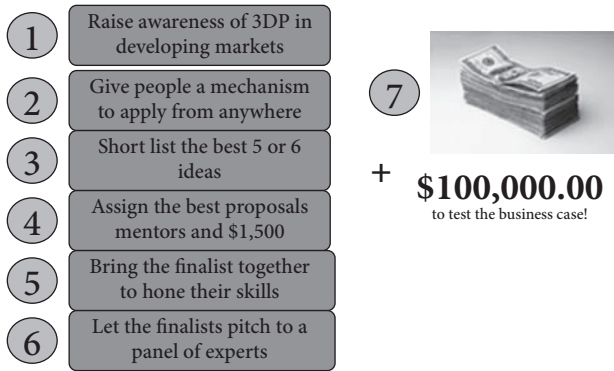 1
Raise awareness of 3DP in
developing markets
2
Give people a mechanism
to apply from anywhere
3
Short list the best 5 or 6
ideas
4
Assign the best proposals
mentors and $1,500
5
Bring the finalist together
to hone their skills
6
Let the finalists pitch to a
panel of experts
7
+
$100,000.00
to test the business case!